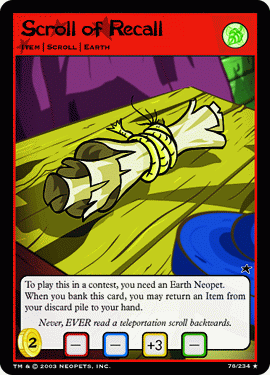 Scroll of Recall
Item | Scroll | Earth
To play this in a contest, you need an Earth Neopet.
When you bank this card, you may return an Item from
your discard pile to your hand.
Never, EVER read a teleportation scroll backwards.
2 — — +3 —
TM & © 2003 NEOPETS, INC. 78/234 ★